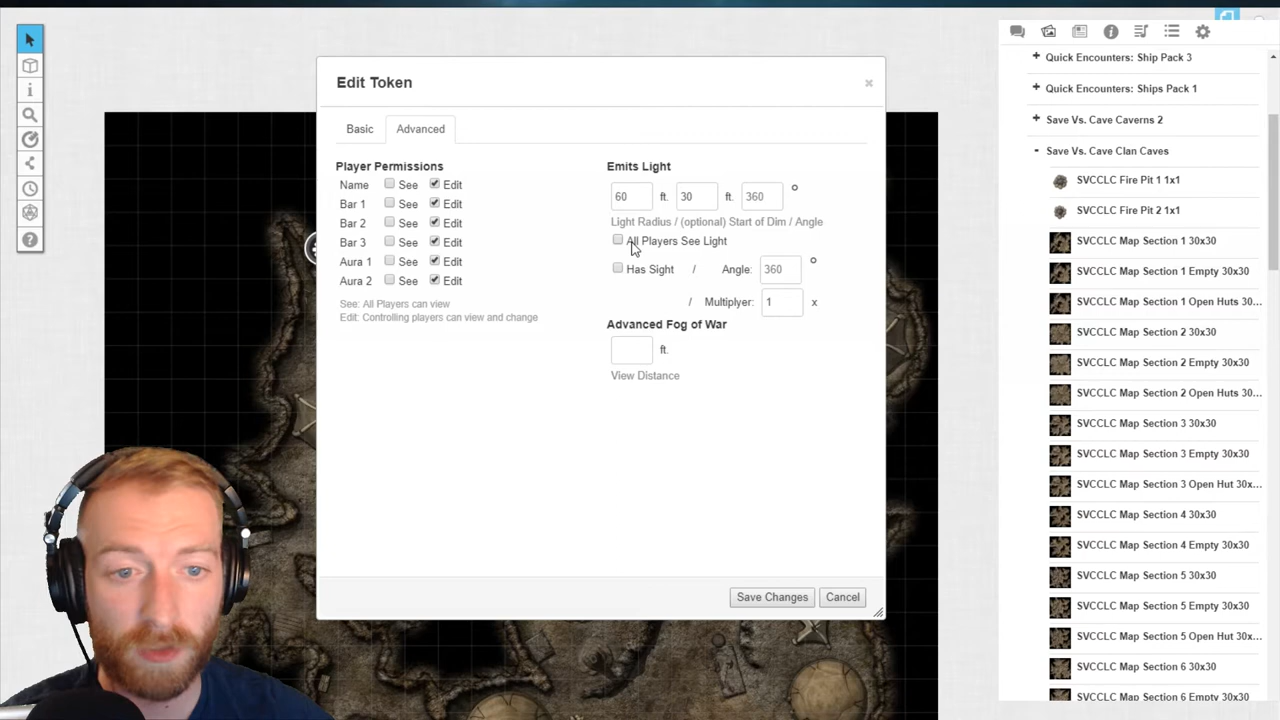 Edit Token
×
Basic
Advanced
Player Permissions
Name See Edit
Bar 1 See Edit
Bar 2 See Edit
Bar 3 See Edit
Aura 1 See Edit
Aura 2 See Edit
See: All Players can view
Edit: Controlling players can view and change
Emits Light
60 ft. 30 ft. 360 °
Light Radius / (optional) Start of Dim / Angle
All Players See Light
Has Sight / Angle: 360 °
/ Multiplyer: 1 x
Advanced Fog of War
ft.
View Distance
Save Changes
Cancel
+ Quick Encounters: Ship Pack 3
+ Quick Encounters: Ships Pack 1
+ Save Vs. Cave Caverns 2
- Save Vs. Cave Clan Caves
SVCCLC Fire Pit 1 1x1
SVCCLC Fire Pit 2 1x1
SVCCLC Map Section 1 30x30
SVCCLC Map Section 1 Empty 30x30
SVCCLC Map Section 1 Open Huts 30...
SVCCLC Map Section 2 30x30
SVCCLC Map Section 2 Empty 30x30
SVCCLC Map Section 2 Open Huts 30...
SVCCLC Map Section 3 30x30
SVCCLC Map Section 3 Empty 30x30
SVCCLC Map Section 3 Open Hut 30x...
SVCCLC Map Section 4 30x30
SVCCLC Map Section 4 Empty 30x30
SVCCLC Map Section 5 30x30
SVCCLC Map Section 5 Empty 30x30
SVCCLC Map Section 5 Open Hut 30x...
SVCCLC Map Section 6 30x30
SVCCLC Map Section 6 Empty 30x30